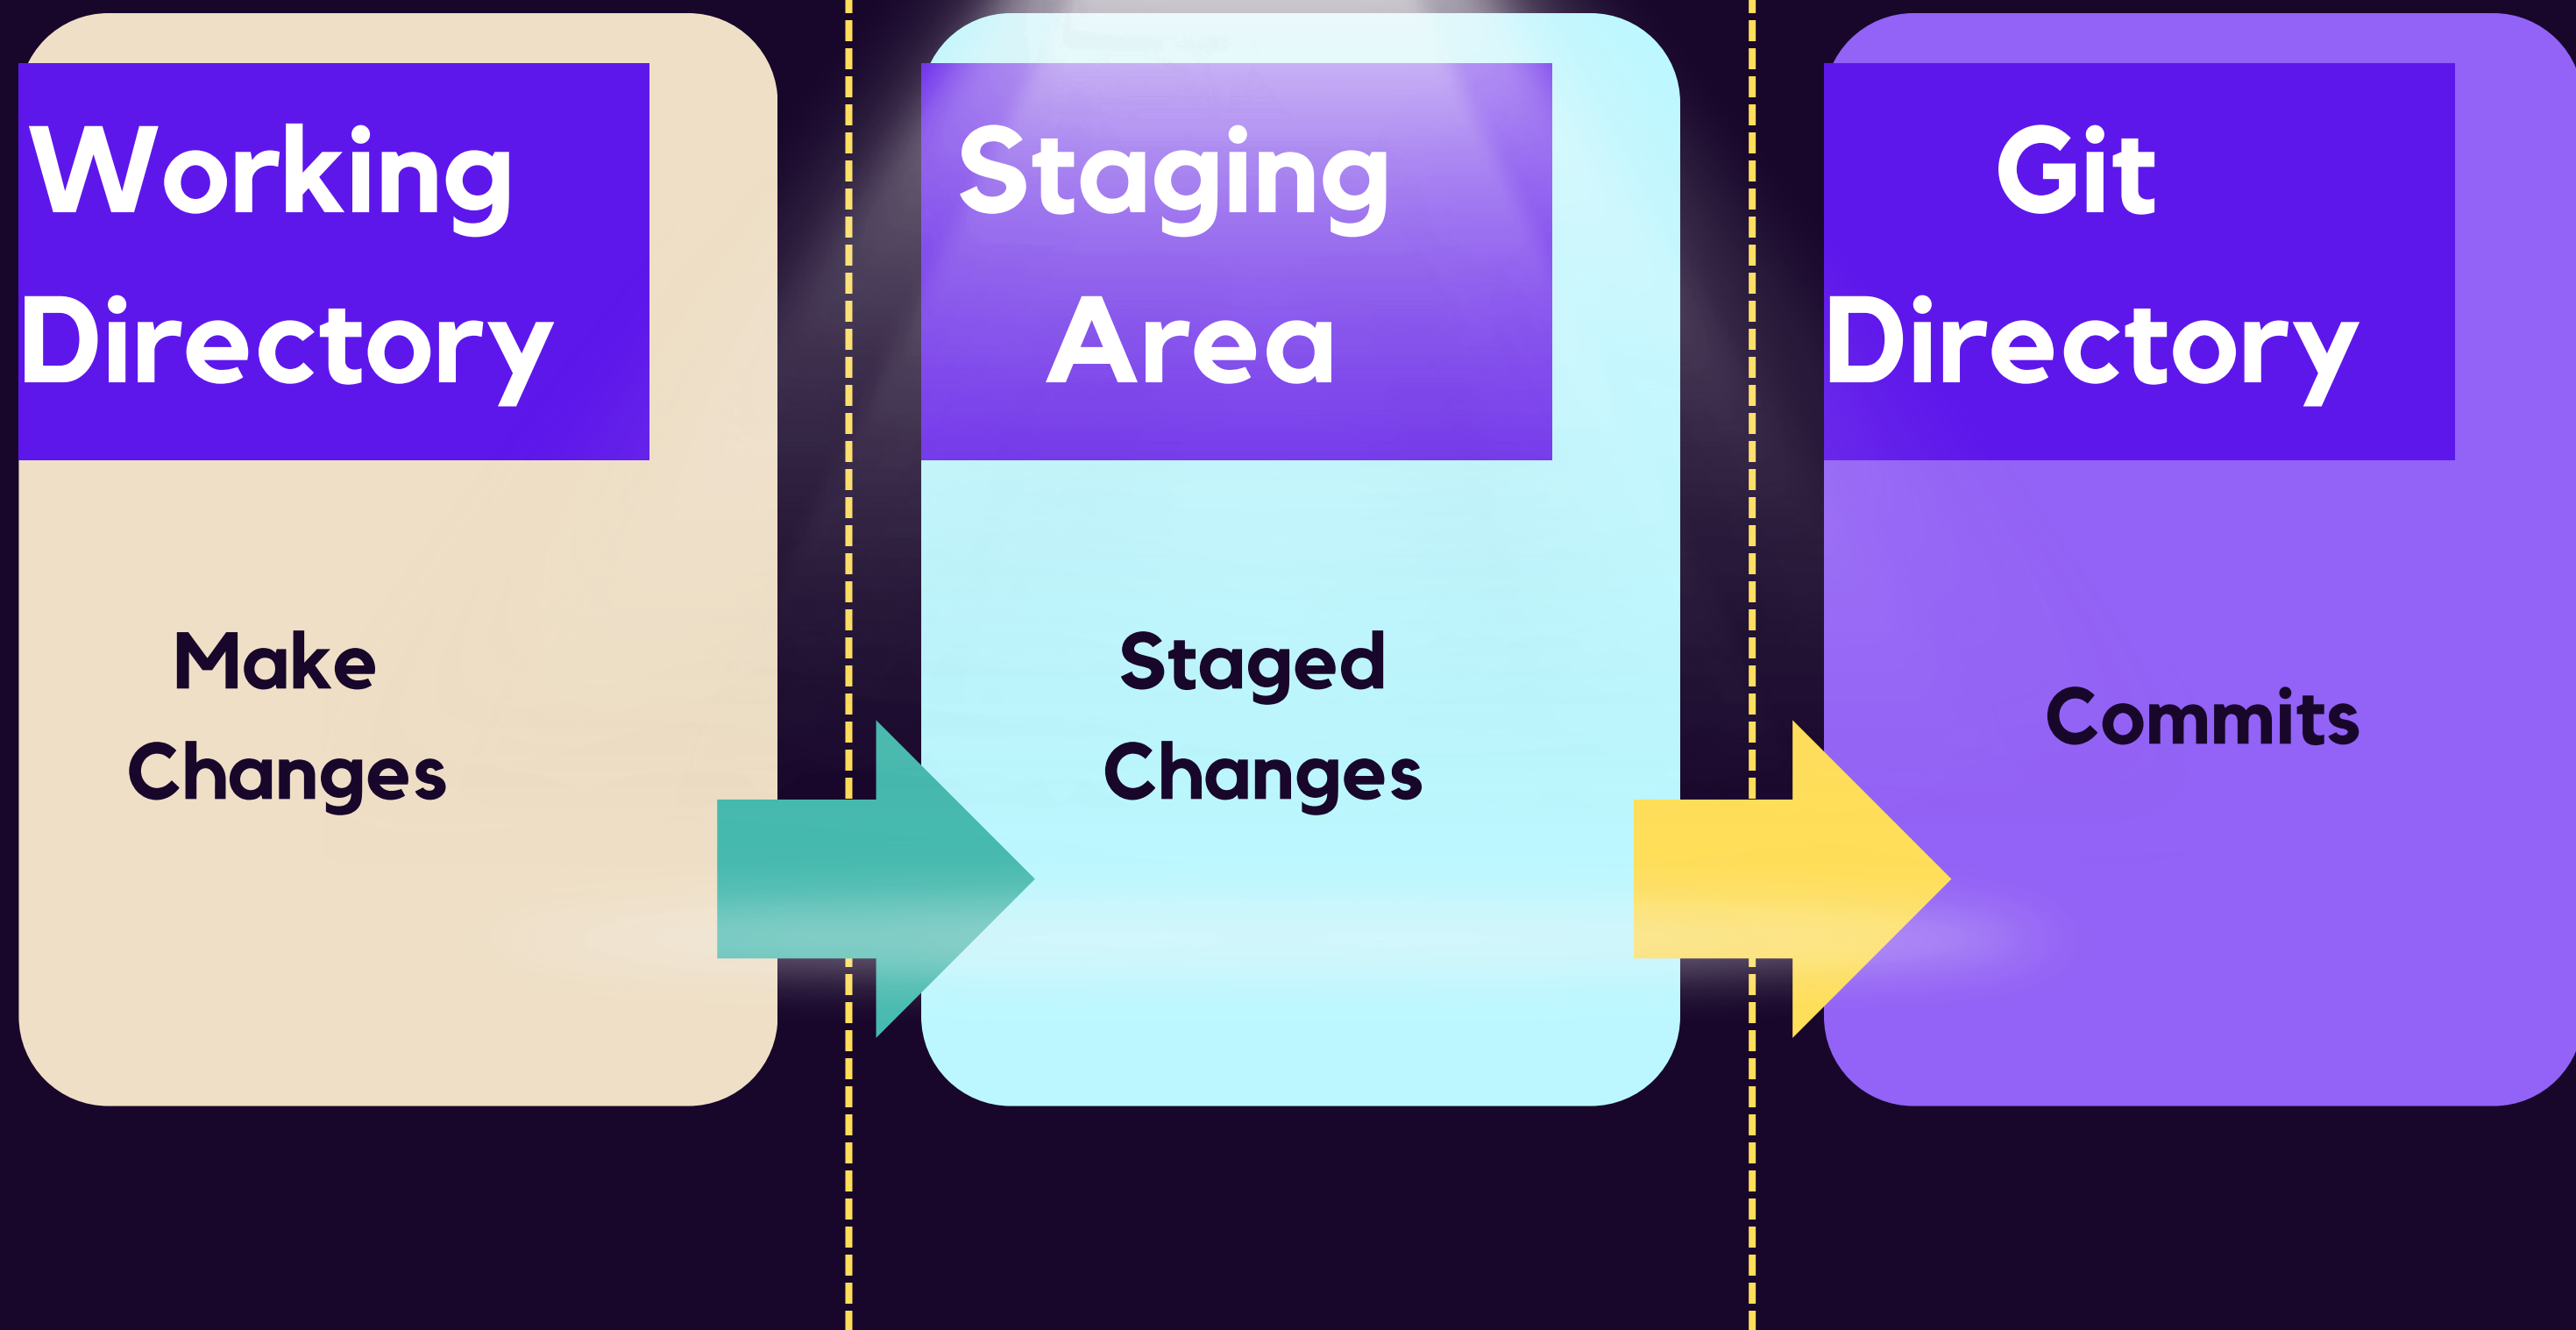 Working
Directory
Make
Changes
Staging
Area
Staged
Changes
Git
Directory
Commits